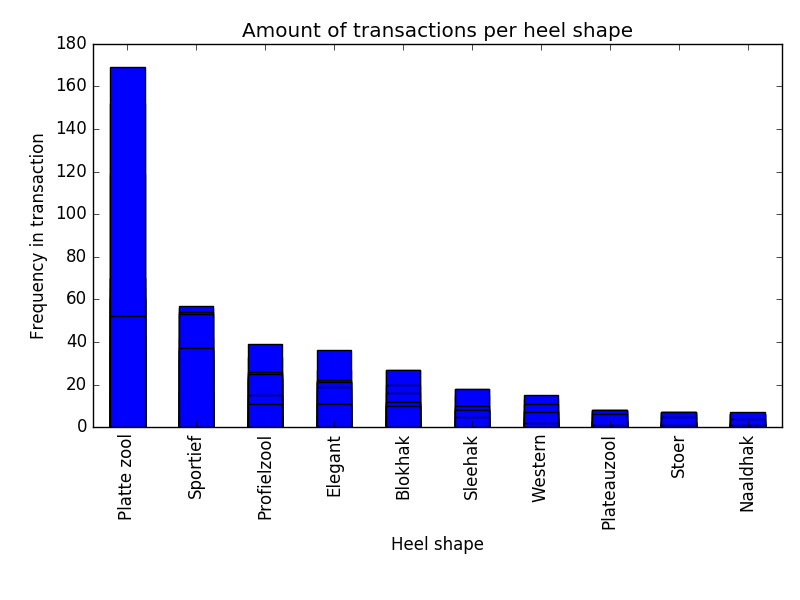 Amount of transactions per heel shape
Frequency in transaction
180
160
140
120
100
80
60
40
20
0
Platte zool
Sportief
Profielzool
Elegant
Blokhak
Sleehak
Western
Plateauzool
Stoer
Naaldhak
Heel shape